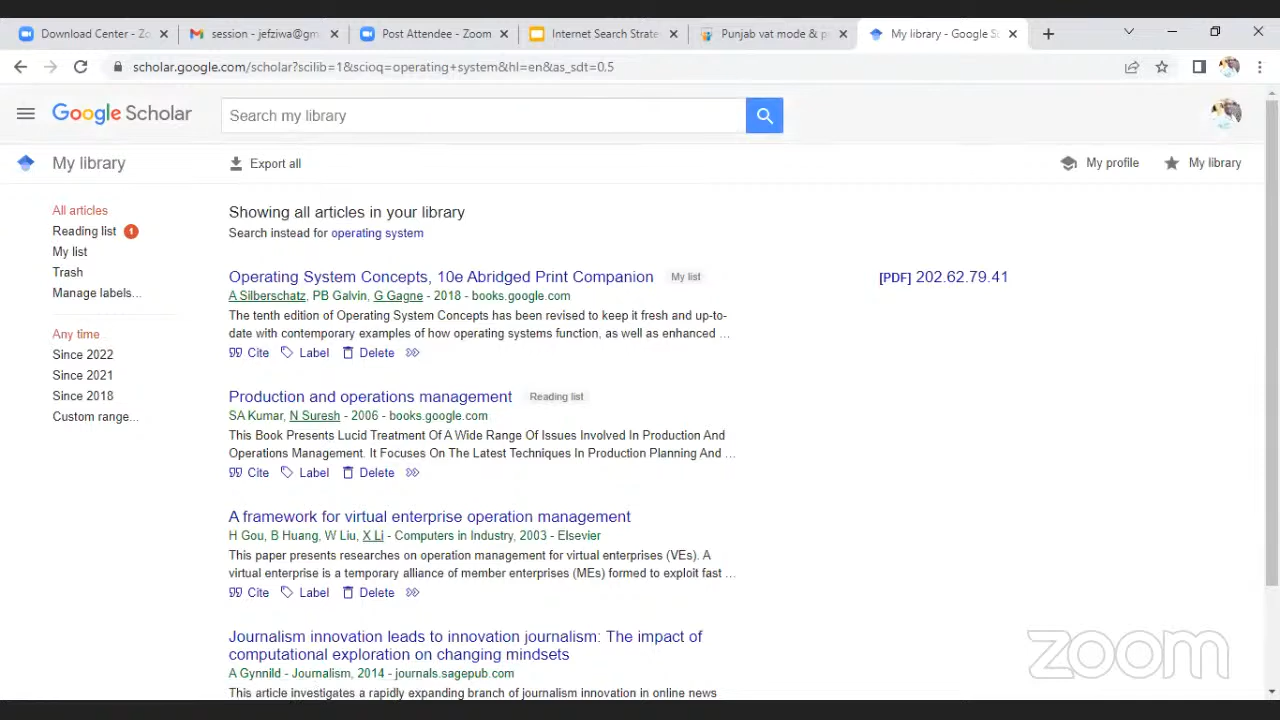 Download Center - Zo
session - jefziwa@gm
Post Attendee - Zoom
Internet Search Strate
Punjab vat mode & p
My library - Google S
scholar.google.com/scholar?scilib=1&scioq=operating+system&hl=en&as_sdt=0,5
Google Scholar
Search my library
My library
Export all
My profile
My library
All articles
Reading list 1
My list
Trash
Manage labels...
Any time
Since 2022
Since 2021
Since 2018
Custom range...
Showing all articles in your library
Search instead for operating system
Operating System Concepts, 10e Abridged Print Companion My list
[PDF] 202.62.79.41
A Silberschatz, PB Galvin, G Gagne - 2018 - books.google.com
The tenth edition of Operating System Concepts has been revised to keep it fresh and up-to-
date with contemporary examples of how operating systems function, as well as enhanced ...
Cite Label Delete
Production and operations management Reading list
SA Kumar, N Suresh - 2006 - books.google.com
This Book Presents Lucid Treatment Of A Wide Range Of Issues Involved In Production And
Operations Management. It Focuses On The Latest Techniques In Production Planning And ...
Cite Label Delete
A framework for virtual enterprise operation management
H Gou, B Huang, W Liu, X Li - Computers in Industry, 2003 - Elsevier
This paper presents researches on operation management for virtual enterprises (VEs). A
virtual enterprise is a temporary alliance of member enterprises (MEs) formed to exploit fast ...
Cite Label Delete
Journalism innovation leads to innovation journalism: The impact of
computational exploration on changing mindsets
A Gynnild - Journalism, 2014 - journals.sagepub.com
This article investigates a rapidly expanding branch of journalism innovation in online news
zoom